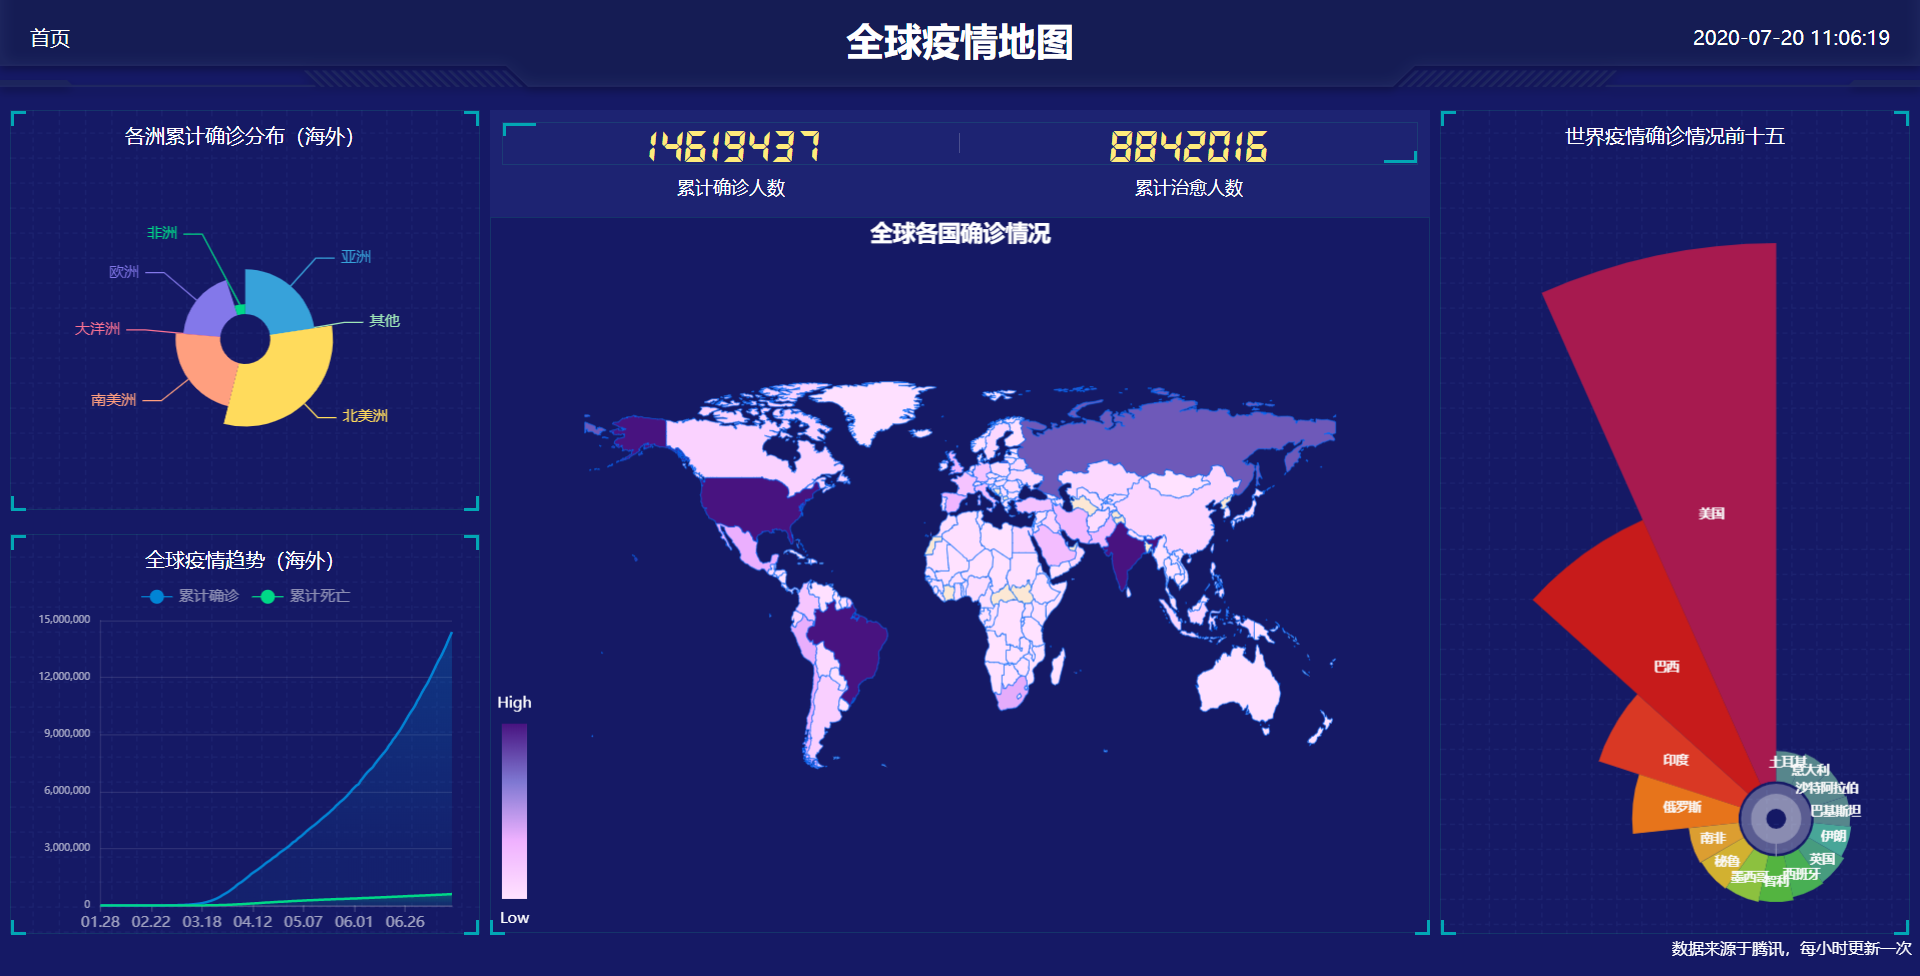 首页
全球疫情地图
2020-07-20 11:06:19
各洲累计确诊分布（海外）
非洲
亚洲
欧洲
其他
大洋洲
南美洲
北美洲
全球疫情趋势（海外）
累计确诊 累计死亡
15,000,000
12,000,000
9,000,000
6,000,000
3,000,000
0
01.28 02.22 03.18 04.12 05.07 06.01 06.26
14619437 8842016
累计确诊人数 累计治愈人数
全球各国确诊情况
High
Low
世界疫情确诊情况前十五
美国
巴西
印度
俄罗斯
南非
秘鲁
墨西哥
智利
西班牙
英国
伊朗
巴基斯坦
沙特阿拉伯
意大利
土耳其
数据来源于腾讯，每小时更新一次